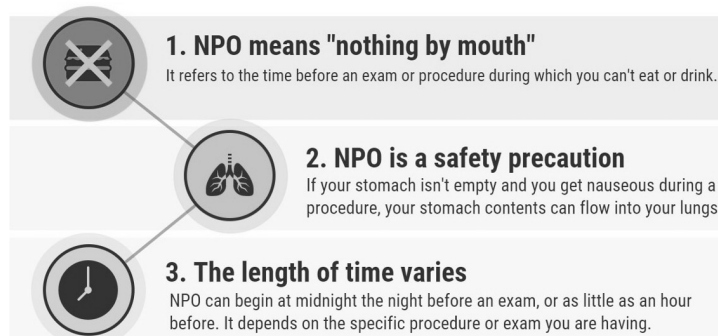 1. NPO means "nothing by mouth"
It refers to the time before an exam or procedure during which you can't eat or drink.
2. NPO is a safety precaution
If your stomach isn't empty and you get nauseous during a
procedure, your stomach contents can flow into your lungs
3. The length of time varies
NPO can begin at midnight the night before an exam, or as little as an hour
before. It depends on the specific procedure or exam you are having.